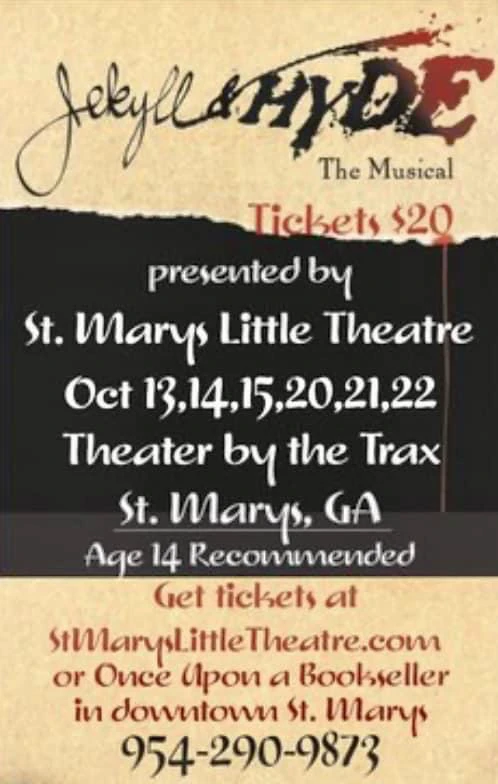 Jekyll & HYDE
The Musical
Tickets $20
presented by
St. Marys Little Theatre
Oct 13,14,15,20,21,22
Theater by the Trax
St. Marys, GA
Age 14 Recommended
Get tickets at
StMarysLittleTheatre.com
or Once Upon a Bookseller
in downtown St. Marys
954-290-9873